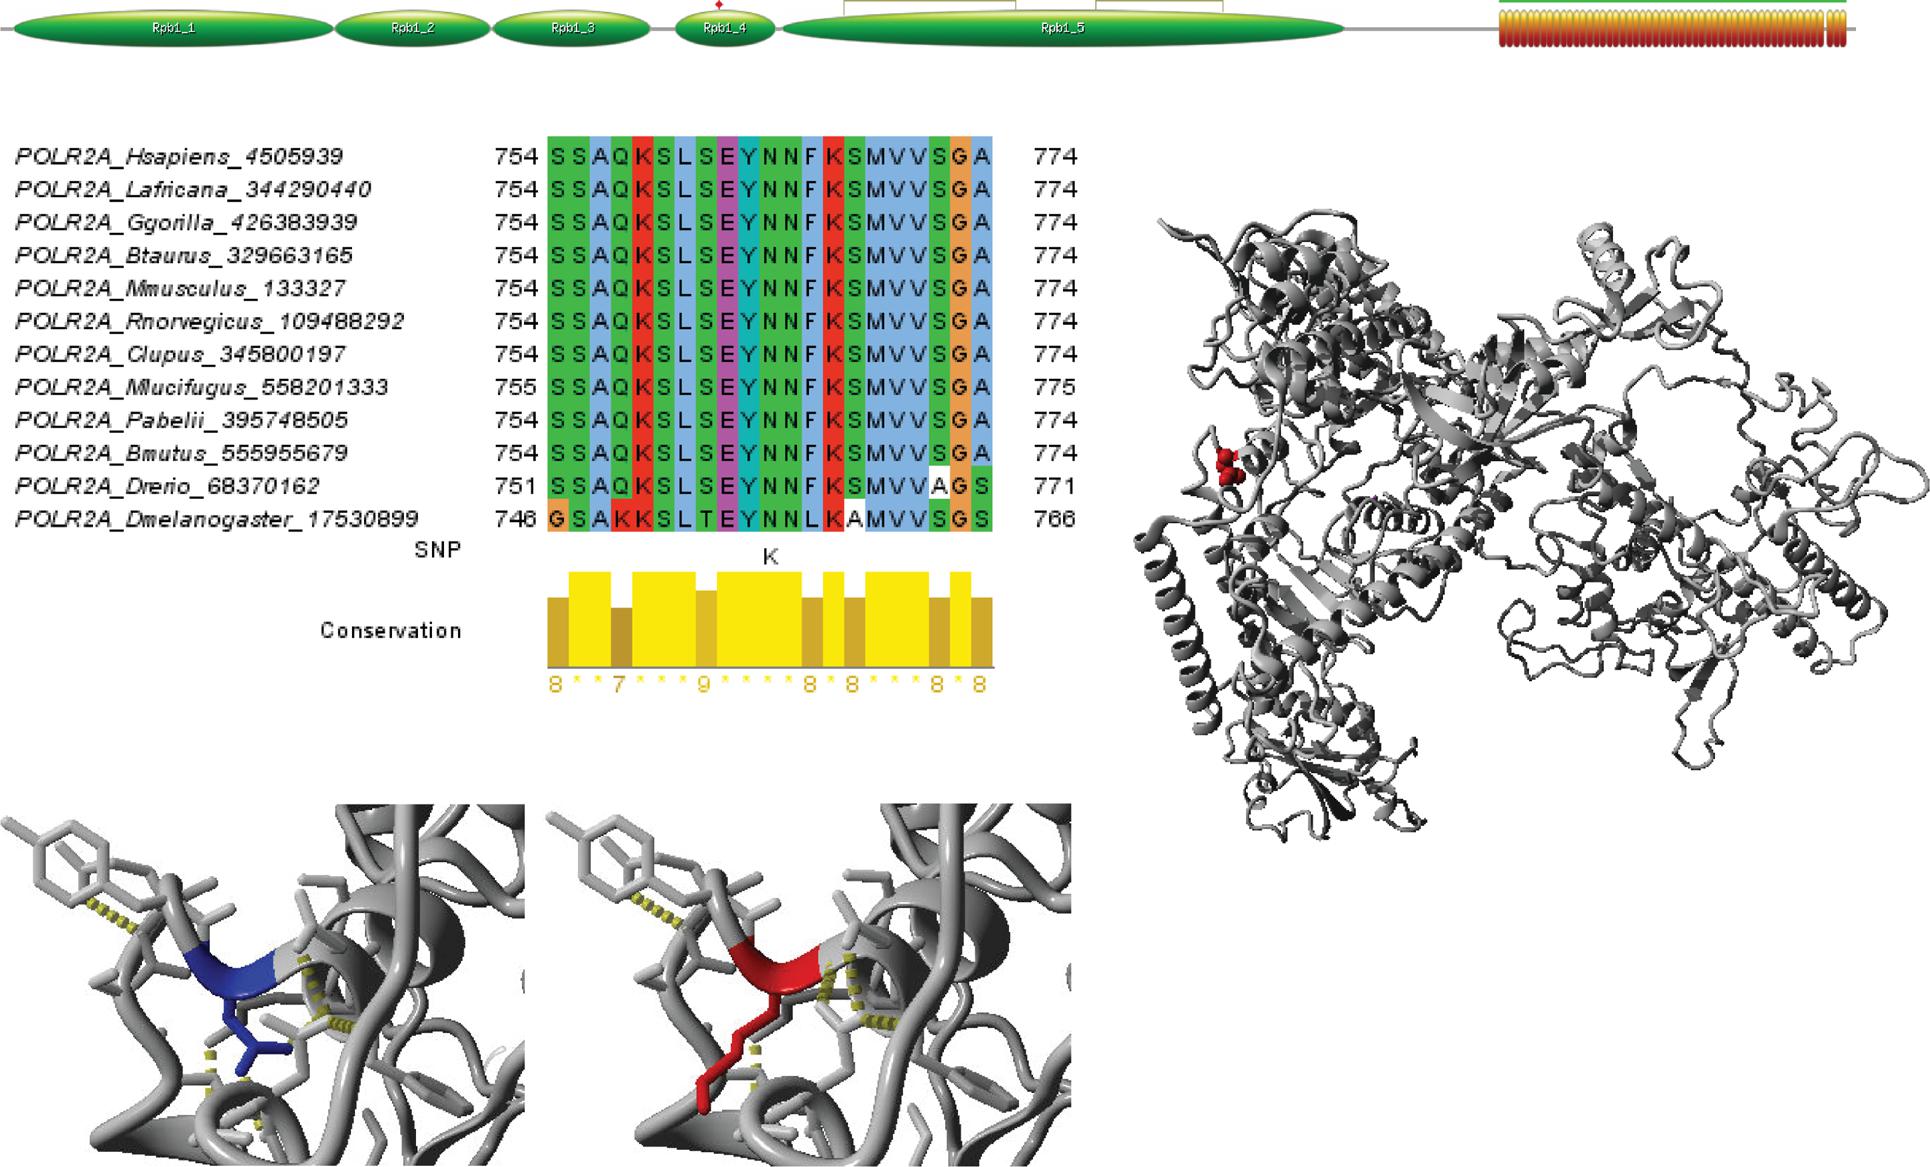 Rpb1_1 Rpb1_2 Rpb1_3 Rpb1_4 Rpb1_5
POLR2A_Hsapiens_4505939 754 SSAQKSLSEYNNFKSMVVSGA 774
POLR2A_Lafricana_344290440 754 SSAQKSLSEYNNFKSMVVSGA 774
POLR2A_Ggorilla_426383939 754 SSAQKSLSEYNNFKSMVVSGA 774
POLR2A_Btaurus_329663165 754 SSAQKSLSEYNNFKSMVVSGA 774
POLR2A_Mmusculus_133327 754 SSAQKSLSEYNNFKSMVVSGA 774
POLR2A_Rnorvegicus_109488292 754 SSAQKSLSEYNNFKSMVVSGA 774
POLR2A_Clupus_345800197 754 SSAQKSLSEYNNFKSMVVSGA 774
POLR2A_Mlucifugus_558201333 755 SSAQKSLSEYNNFKSMVVSGA 775
POLR2A_Pabelii_395748505 754 SSAQKSLSEYNNFKSMVVSGA 774
POLR2A_Bmutus_555955679 754 SSAQKSLSEYNNFKSMVVSGA 774
POLR2A_Drerio_68370162 751 SSAQKSLSEYNNFKSMVVAGS 771
POLR2A_Dmelanogaster_17530899 746 GSAKKSLTEYNNLKAMVVSGS 766
SNP K
Conservation
8**7***9****8*8***8*8